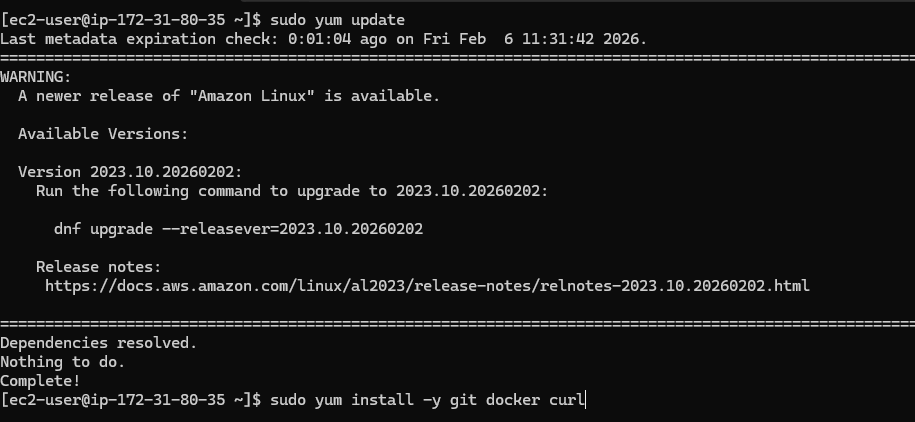 [ec2-user@ip-172-31-80-35 ~]$ sudo yum update
Last metadata expiration check: 0:01:04 ago on Fri Feb  6 11:31:42 2026.
================================================================================
WARNING:
  A newer release of "Amazon Linux" is available.

  Available Versions:

  Version 2023.10.20260202:
    Run the following command to upgrade to 2023.10.20260202:

      dnf upgrade --releasever=2023.10.20260202

    Release notes:
     https://docs.aws.amazon.com/linux/al2023/release-notes/relnotes-2023.10.20260202.html

================================================================================
Dependencies resolved.
Nothing to do.
Complete!
[ec2-user@ip-172-31-80-35 ~]$ sudo yum install -y git docker curl